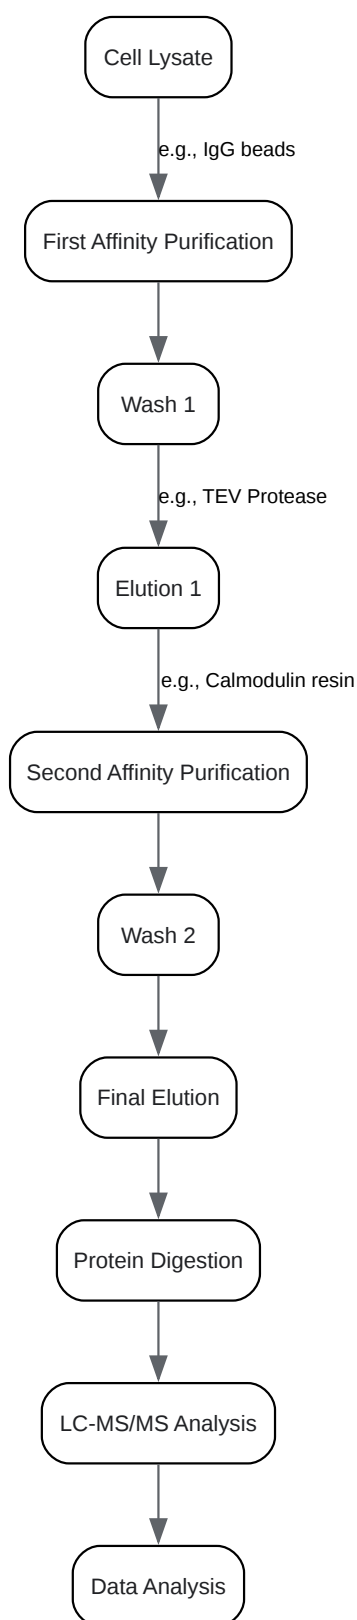 Cell Lysate
e.g., IgG beads
First Affinity Purification
Wash 1
e.g., TEV Protease
Elution 1
e.g., Calmodulin resin
Second Affinity Purification
Wash 2
Final Elution
Protein Digestion
LC-MS/MS Analysis
Data Analysis